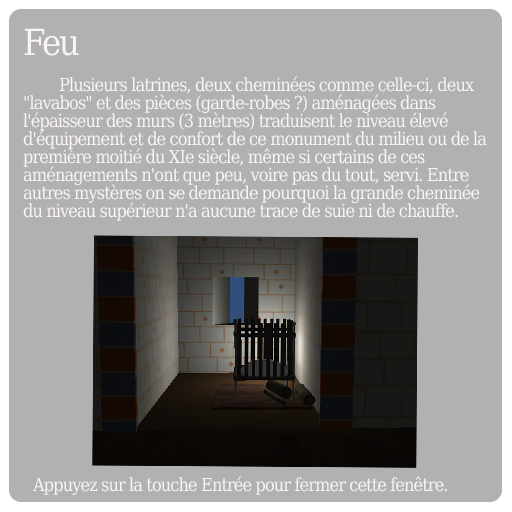 Feu
Plusieurs latrines, deux cheminées comme celle-ci, deux
"lavabos" et des pièces (garde-robes ?) aménagées dans
l'épaisseur des murs (3 mètres) traduisent le niveau élevé
d'équipement et de confort de ce monument du milieu ou de la
première moitié du XIe siècle, même si certains de ces
aménagements n'ont que peu, voire pas du tout, servi. Entre
autres mystères on se demande pourquoi la grande cheminée
du niveau supérieur n'a aucune trace de suie ni de chauffe.
Appuyez sur la touche Entrée pour fermer cette fenêtre.